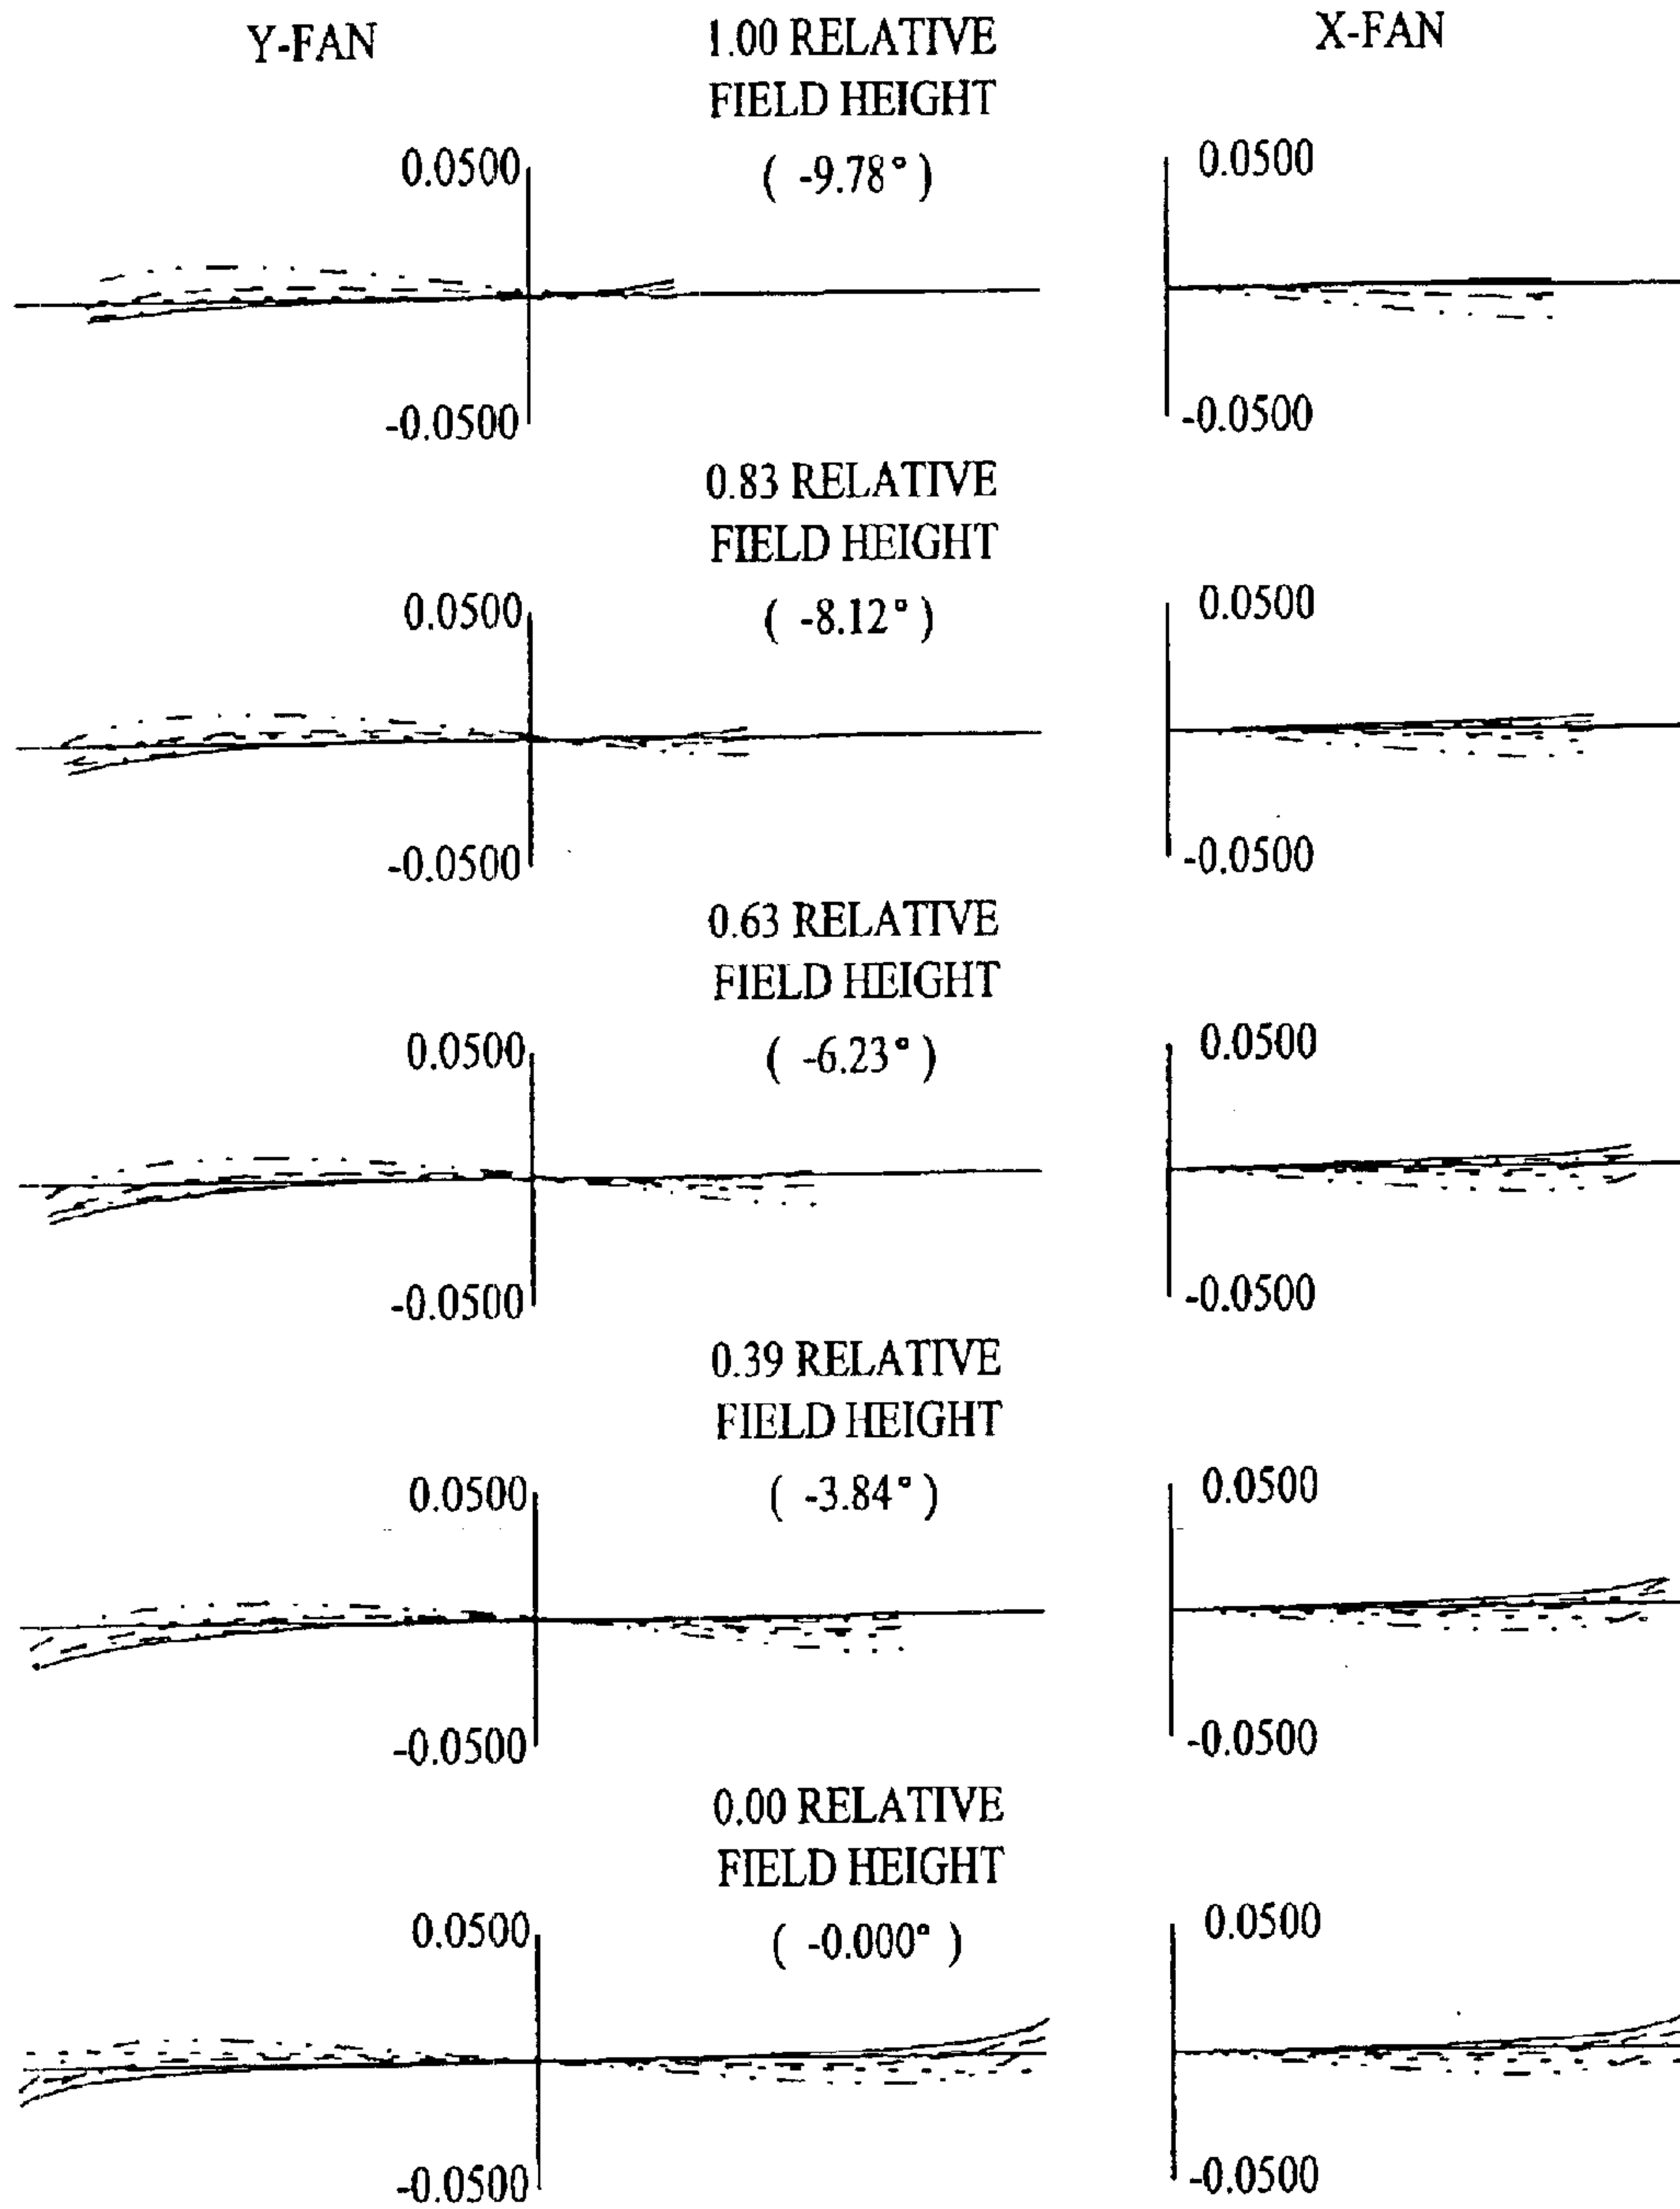 Y-FAN
1.00 RELATIVE
FIELD HEIGHT
( -9.78° )
X-FAN
0.0500
-0.0500
0.0500
-0.0500
0.83 RELATIVE
FIELD HEIGHT
( -8.12° )
0.0500
-0.0500
0.0500
-0.0500
0.63 RELATIVE
FIELD HEIGHT
( -6.23° )
0.0500
-0.0500
0.0500
-0.0500
0.39 RELATIVE
FIELD HEIGHT
( -3.84° )
0.0500
-0.0500
0.0500
-0.0500
0.00 RELATIVE
FIELD HEIGHT
( -0.000° )
0.0500
-0.0500
0.0500
-0.0500